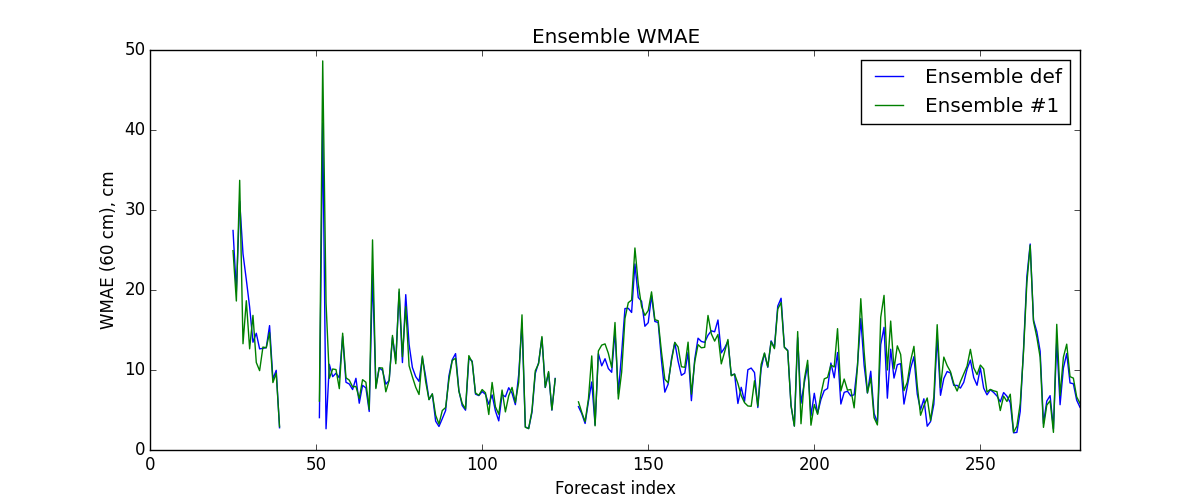 Ensemble WMAE
Ensemble def
Ensemble #1
WMAE (60 cm), cm
50
40
30
20
10
0
0 50 100 150 200 250
Forecast index